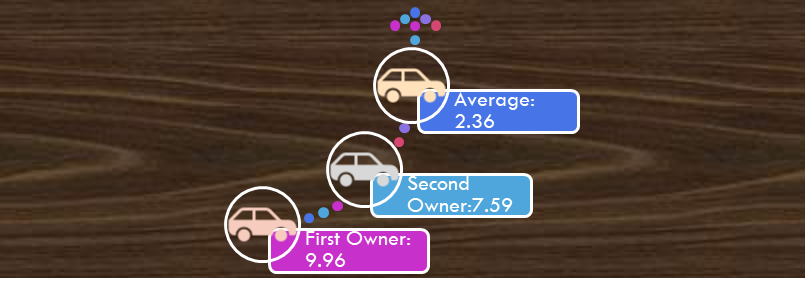 Average:
2.36
Second
Owner:7.59
First Owner:
9.96